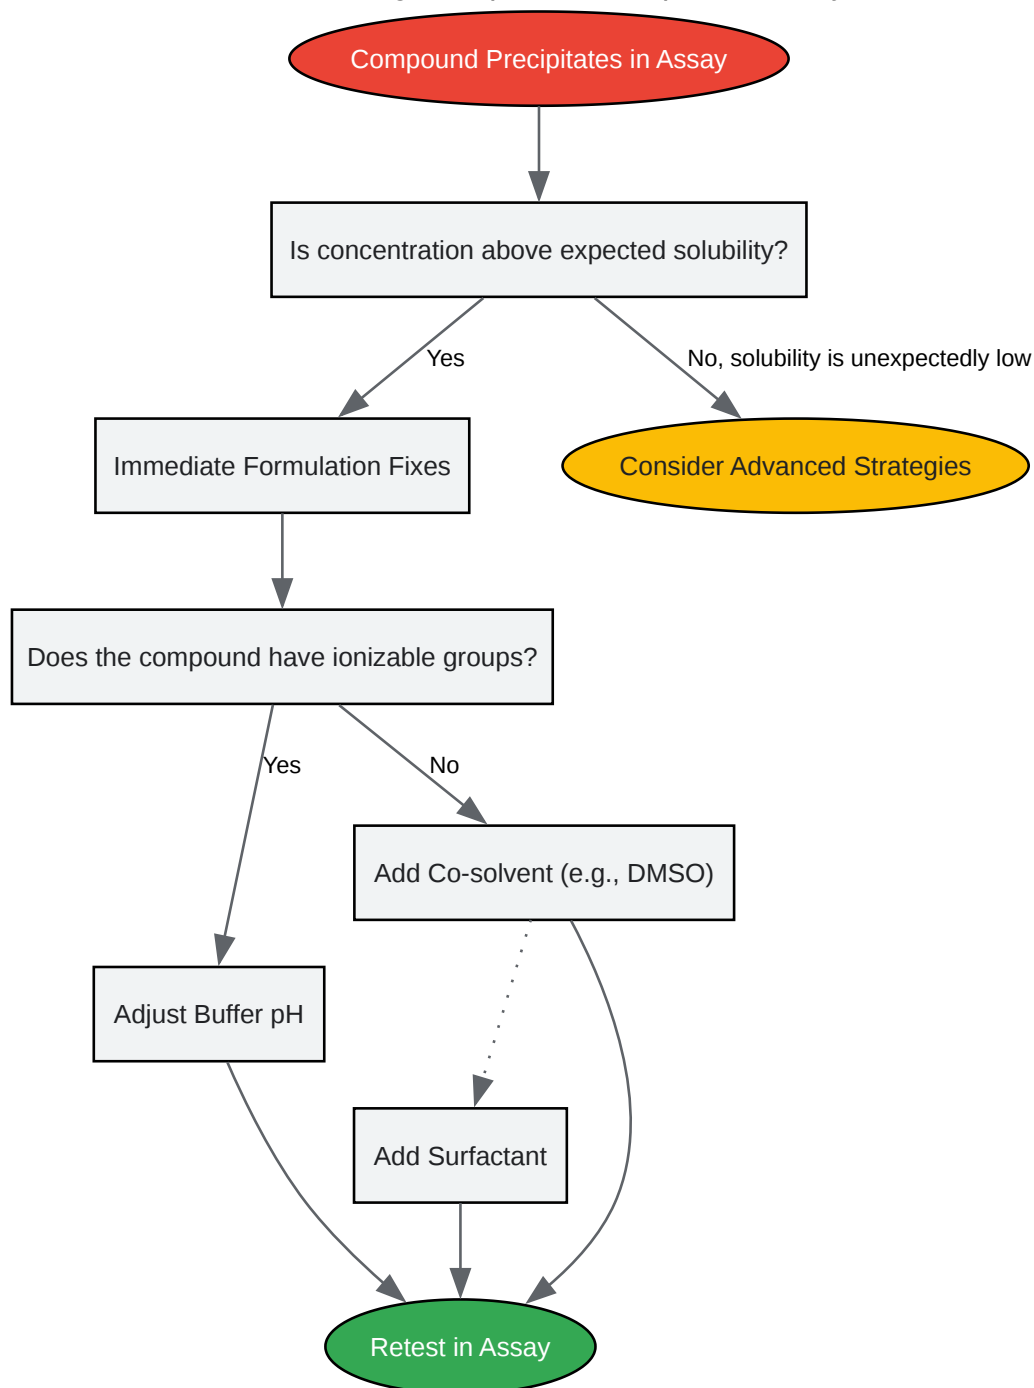 Compound Precipitates in Assay
Is concentration above expected solubility?
Yes
No, solubility is unexpectedly low
Immediate Formulation Fixes
Consider Advanced Strategies
Does the compound have ionizable groups?
Yes
No
Add Co-solvent (e.g., DMSO)
Adjust Buffer pH
Add Surfactant
Retest in Assay